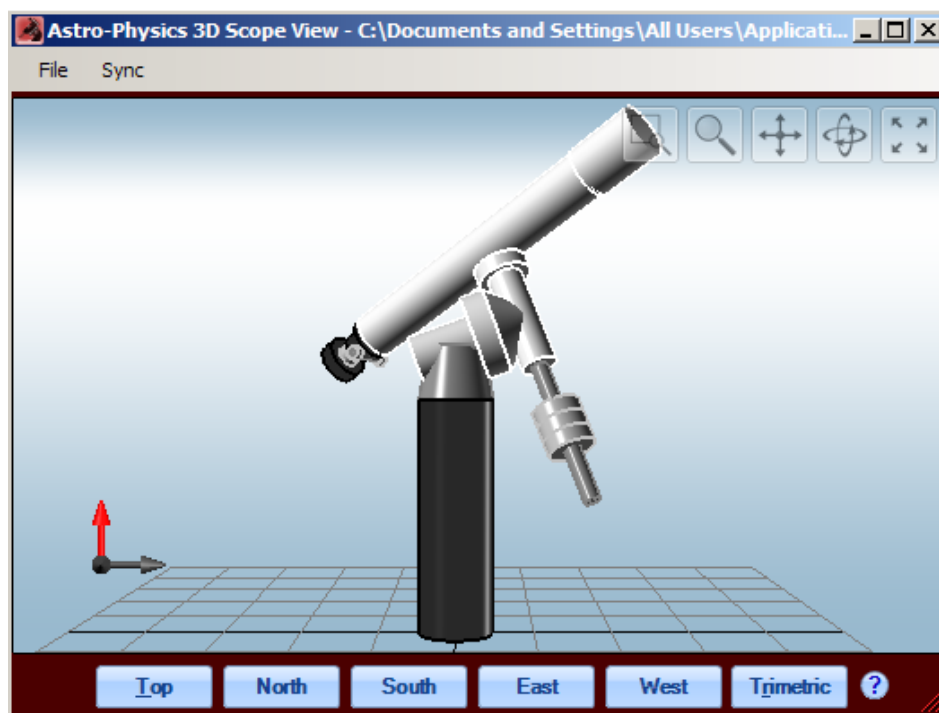 Astro-Physics 3D Scope View - C:\Documents and Settings\All Users\Applicati...
File Sync
Top North South East West Trimetric ?